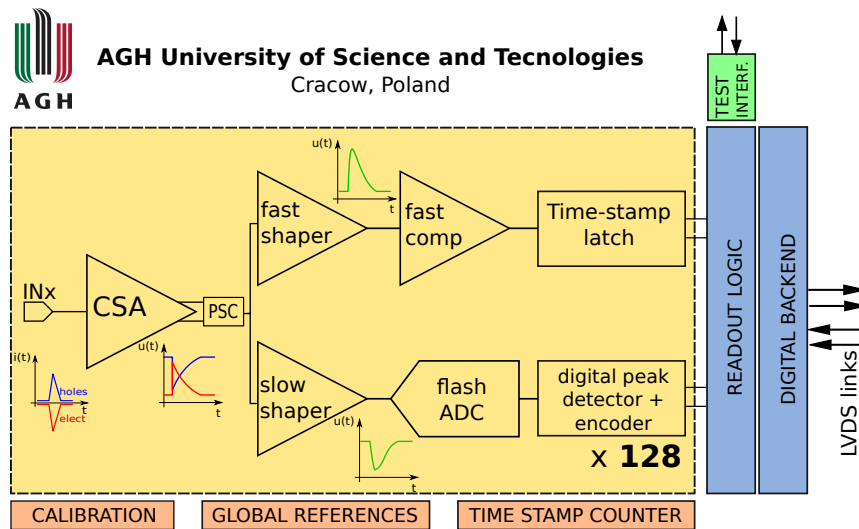 AGH University of Science and Tecnologies
Cracow, Poland
AGH
TEST
INTERF.
u(t)
t
fast
shaper
fast
comp
Time-stamp
latch
INx
CSA
PSC
i(t)
holes
t
elect
u(t)
t
slow
shaper
u(t)
t
flash
ADC
digital peak
detector +
encoder
x 128
READOUT LOGIC
DIGITAL BACKEND
LVDS links
CALIBRATION
GLOBAL REFERENCES
TIME STAMP COUNTER